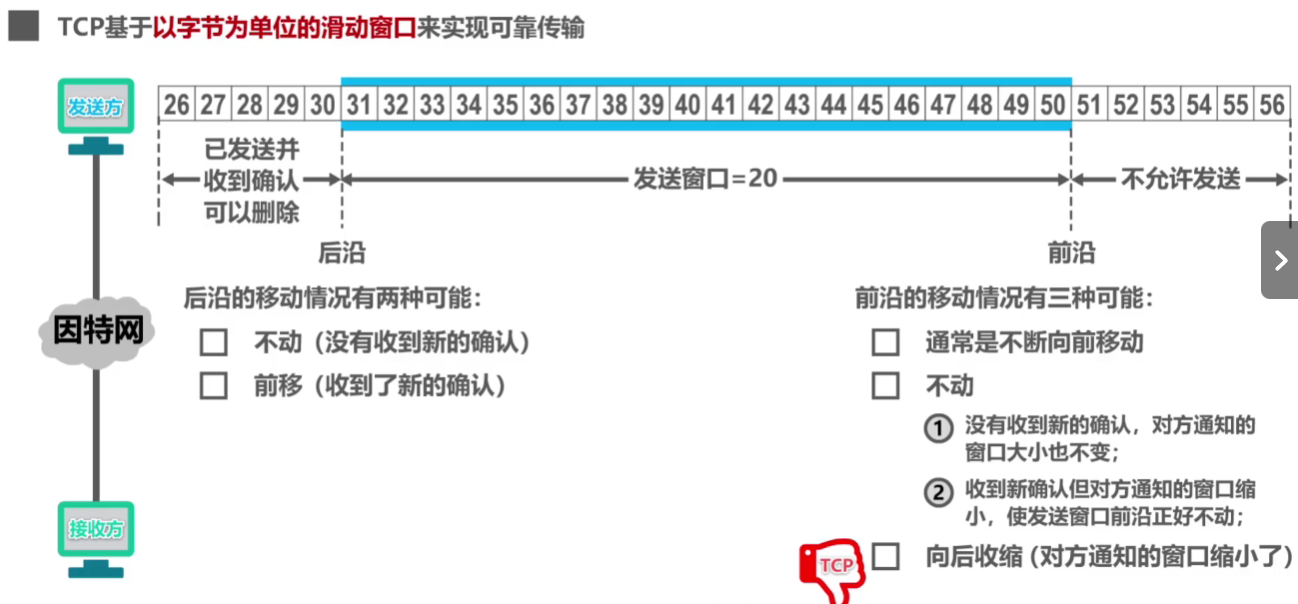 TCP基于以字节为单位的滑动窗口来实现可靠传输
发送方
26 27 28 29 30 31 32 33 34 35 36 37 38 39 40 41 42 43 44 45 46 47 48 49 50 51 52 53 54 55 56
已发送并
收到确认
可以删除
发送窗口=20
不允许发送
后沿
前沿
后沿的移动情况有两种可能：
不动（没有收到新的确认）
前移（收到了新的确认）
因特网
接收方
前沿的移动情况有三种可能：
通常是不断向前移动
不动
① 没有收到新的确认，对方通知的
窗口大小也不变；
② 收到新确认但对方通知的窗口缩
小，使发送窗口前沿正好不动；
TCP
向后收缩（对方通知的窗口缩小了）